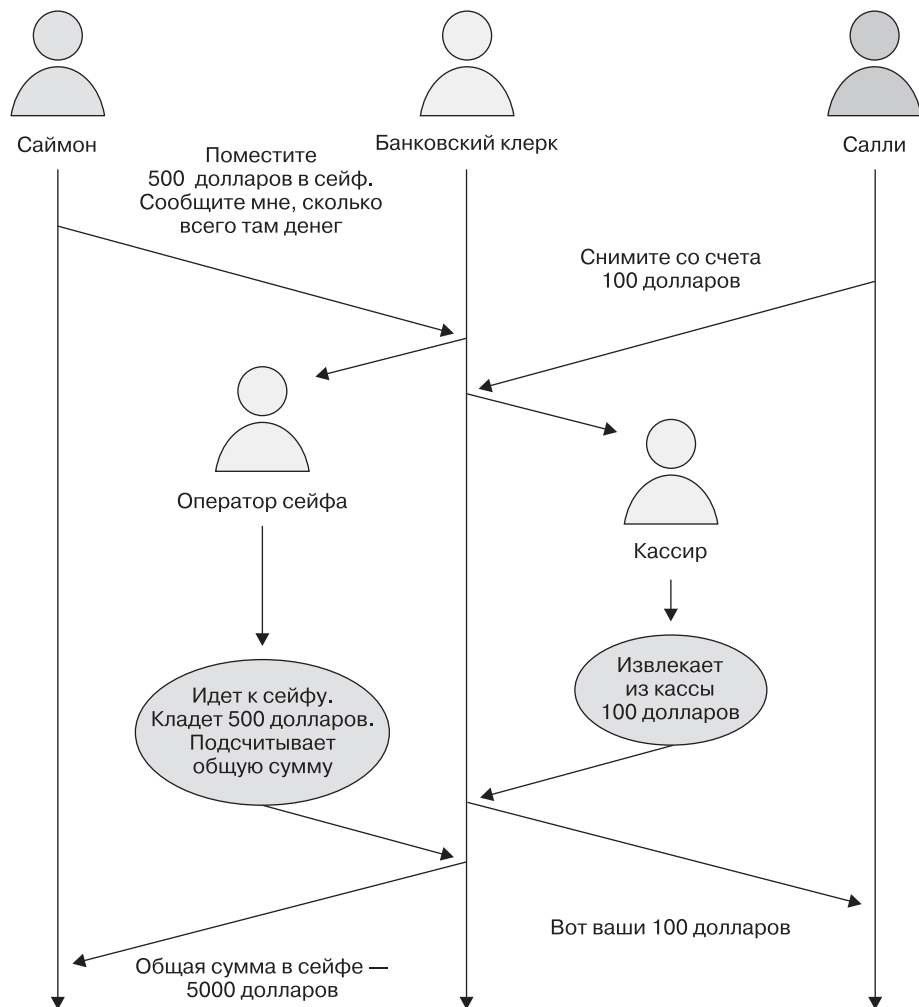 Саймон
Банковский клерк
Салли
Поместите
500 долларов в сейф.
Сообщите мне, сколько
всего там денег
Снимите со счета
100 долларов
Оператор сейфа
Кассир
Идет к сейфу.
Кладет 500 долларов.
Подсчитывает
общую сумму
Извлекает
из кассы
100 долларов
Вот ваши 100 долларов
Общая сумма в сейфе —
5000 долларов